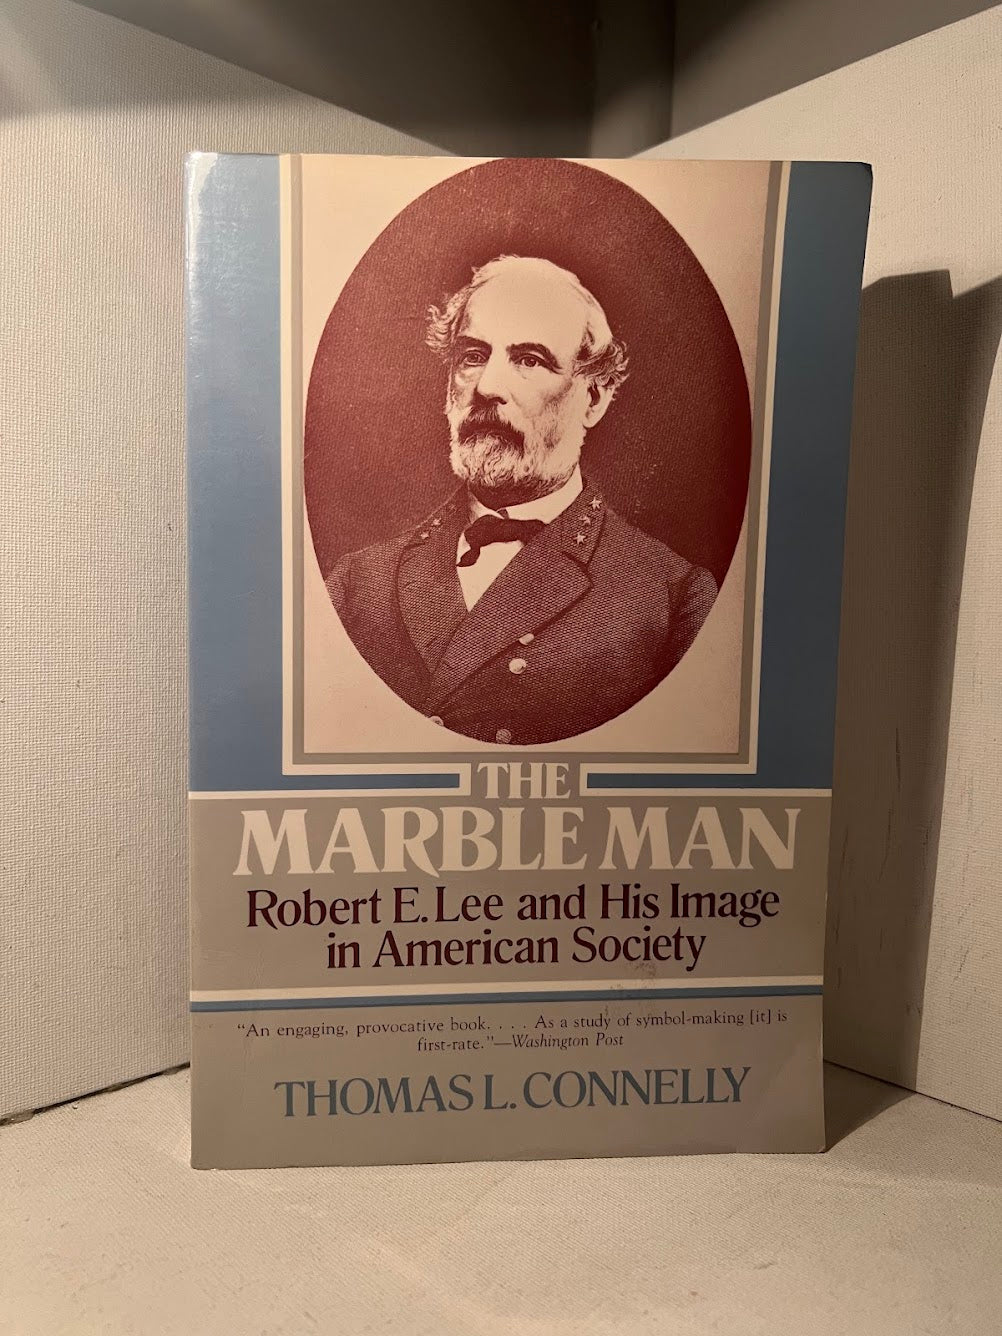 THE
MARBLE MAN
Robert E. Lee and His Image
in American Society
“An engaging, provocative book. . . . As a study of symbol-making [it] is
first-rate.”—Washington Post
THOMAS L. CONNELLY